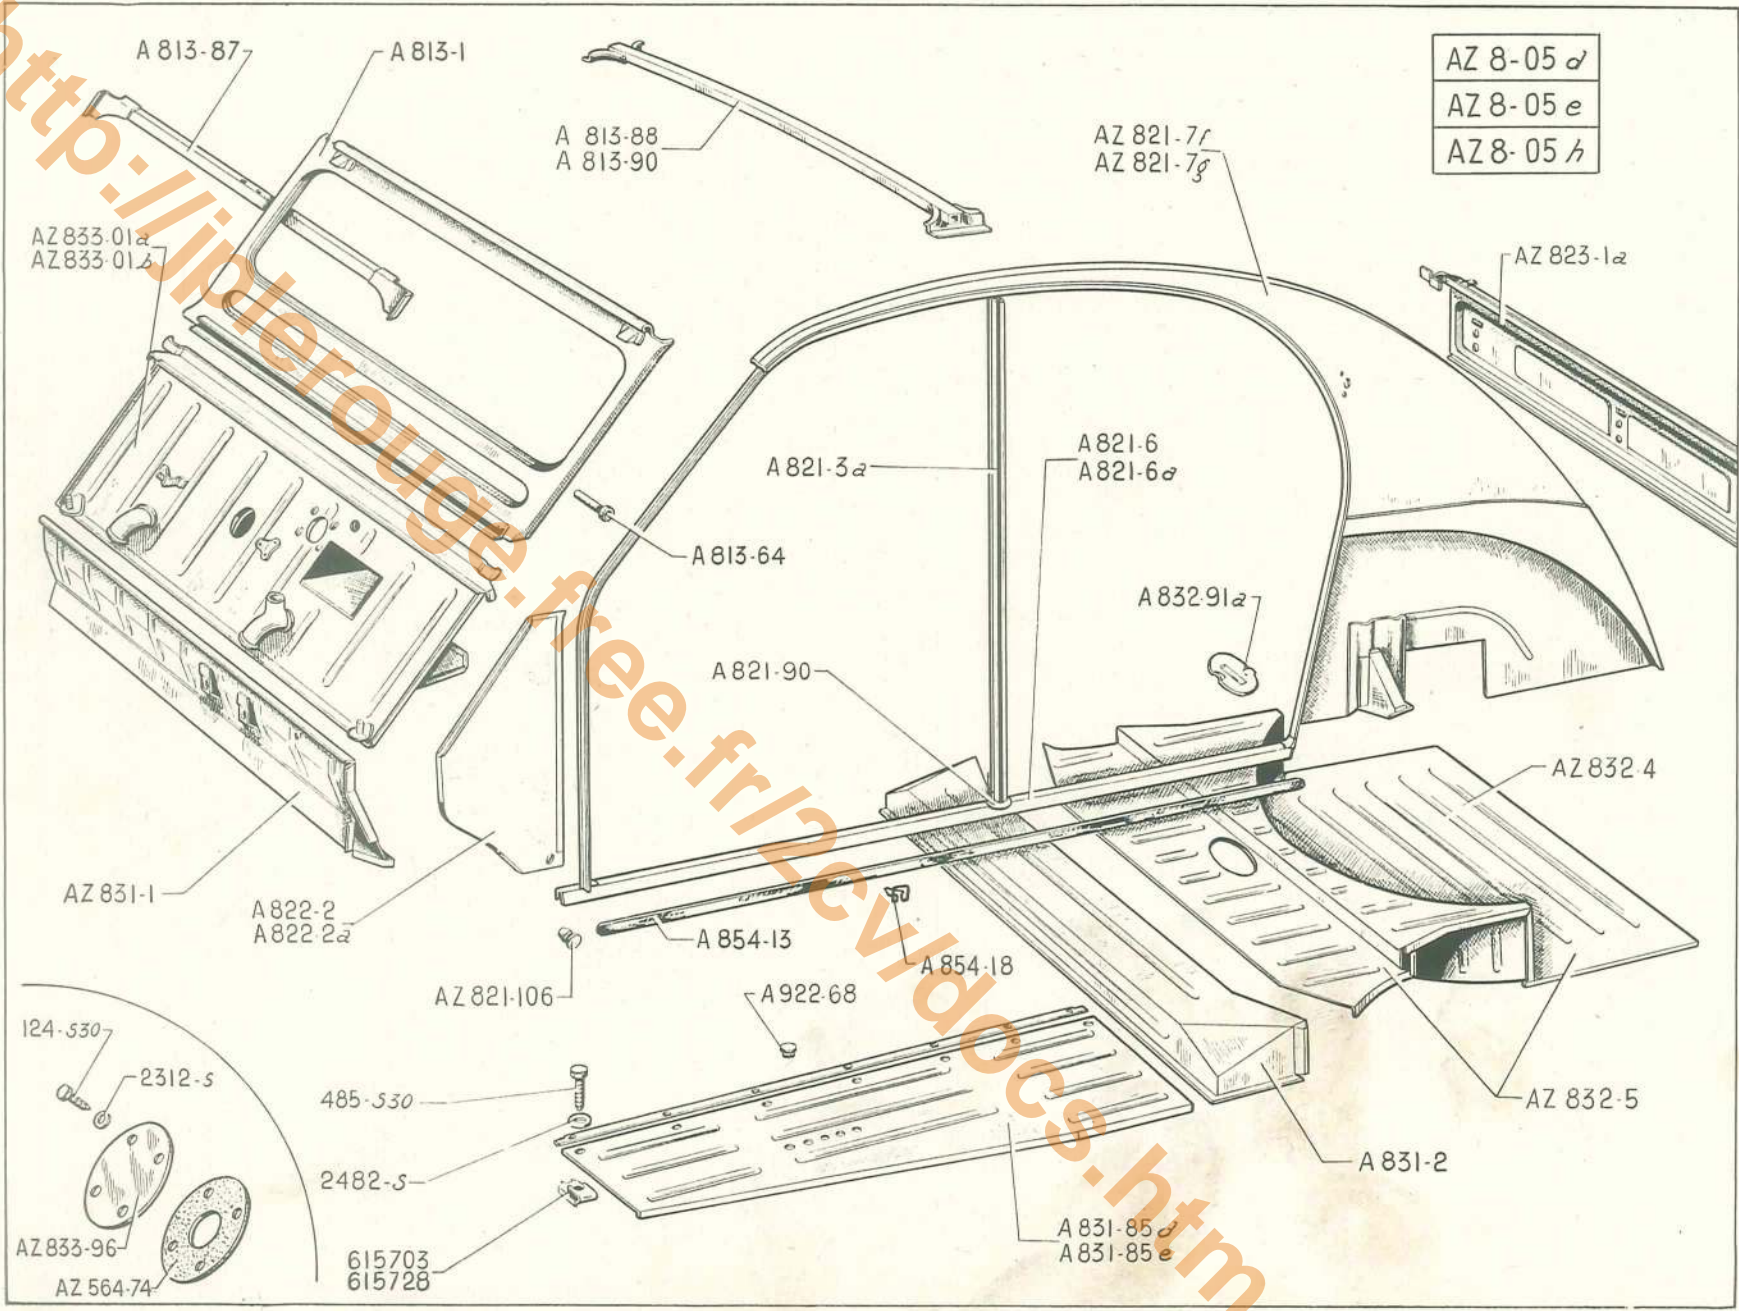 A 813-87
A 813-1
A 813-88
A 813-90
AZ 821-7f
AZ 821-7g
AZ 8-05 d
AZ 8-05 e
AZ 8-05 h
AZ 833-01a
AZ 833-01b
AZ 823-1a
A 821-3a
A 821-6
A 821-6a
A 813-64
A 832-91a
A 821-90
AZ 832-4
AZ 831-1
A 822-2
A 822-2a
A 854-13
A 854-18
AZ 821-106
A 922-68
124-S30
2312-S
485-S30
2482-S
AZ 832-5
A 831-2
AZ 833-96
AZ 564-74
615703
615728
A 831-85d
A 831-85e
http://jplerouge.free.fr/2cv/docs.htm